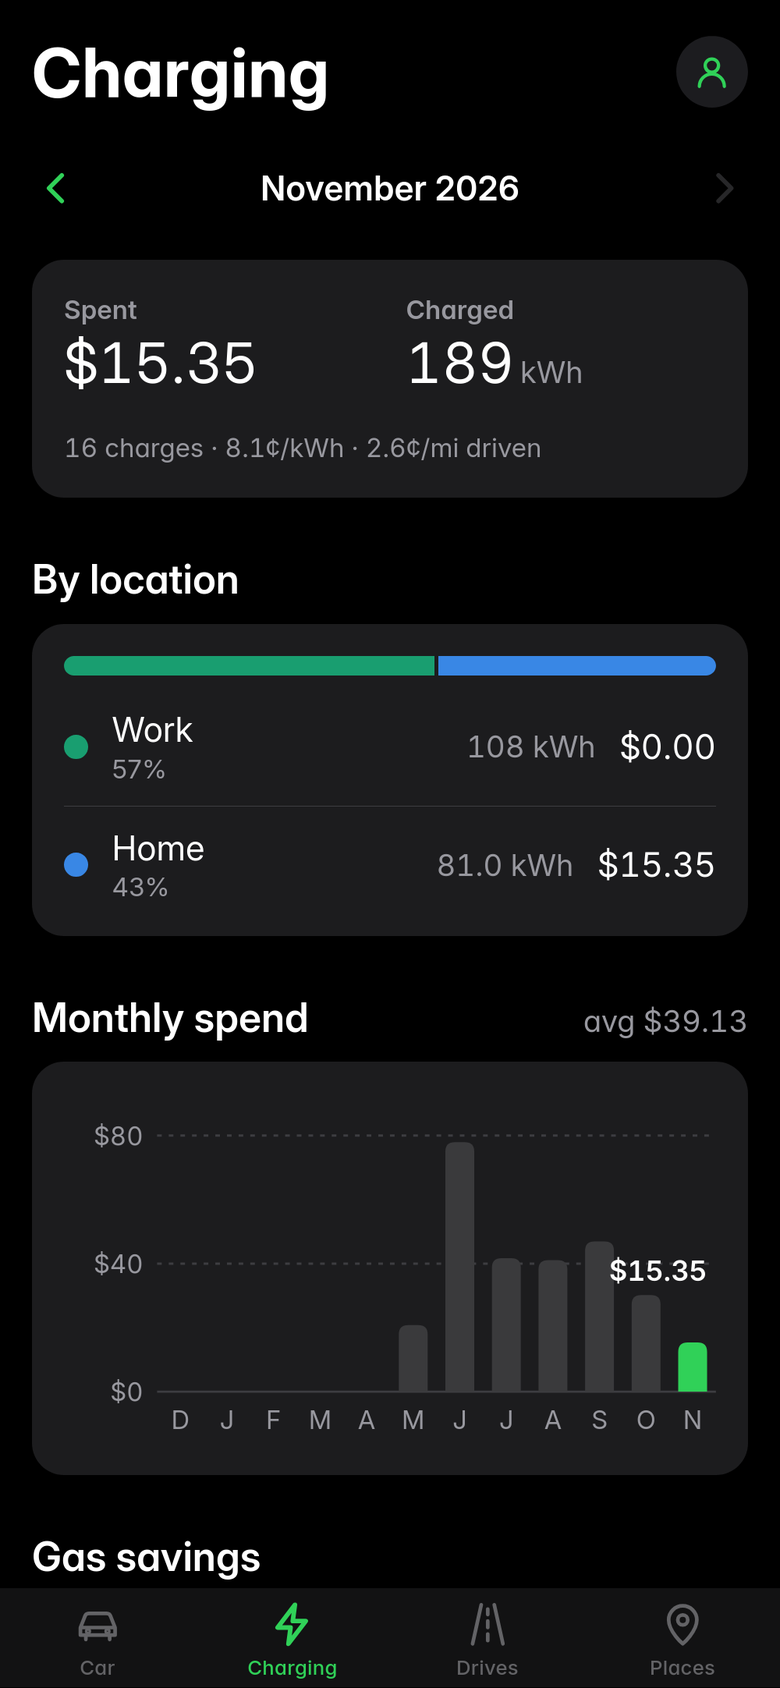 Charging
November 2026
Spent
Charged
$15.35
189 kWh
16 charges · 8.1¢/kWh · 2.6¢/mi driven
By location
Work
57%
108 kWh
$0.00
Home
43%
81.0 kWh
$15.35
Monthly spend
avg $39.13
$80
$40
$15.35
$0
D J F M A M J J A S O N
Gas savings
Car
Charging
Drives
Places